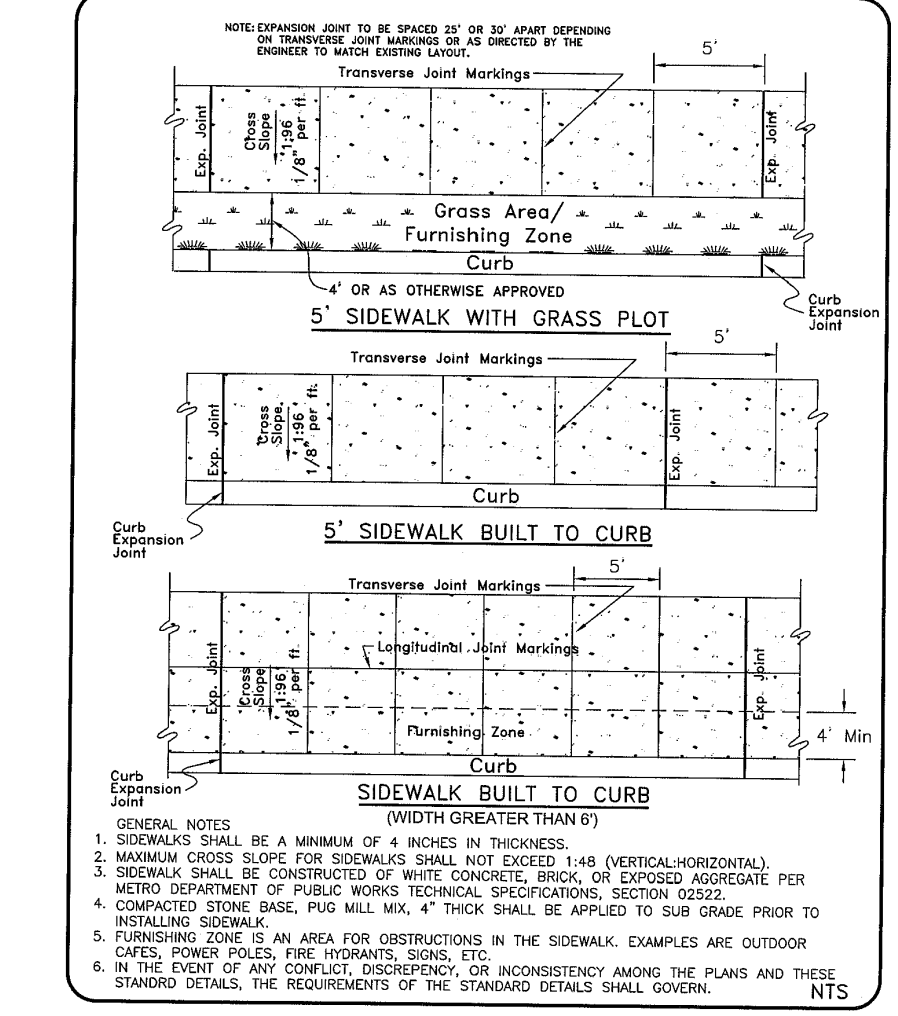 NOTE: EXPANSION JOINT TO BE SPACED 25' OR 30' APART DEPENDING
ON TRANSVERSE JOINT MARKINGS OR AS DIRECTED BY THE
ENGINEER TO MATCH EXISTING LAYOUT.
5'
Transverse Joint Markings
Exp. Joint
Cross
Slope
1:96
1/8" per ft.
Exp. Joint
Grass Area/
Furnishing Zone
Curb
4' OR AS OTHERWISE APPROVED
Curb
Expansion
Joint
5' SIDEWALK WITH GRASS PLOT
5'
Transverse Joint Markings
Exp. Joint
Cross
Slope
1:96
1/8" per ft.
Exp. Joint
Curb
Curb
Expansion
Joint
5' SIDEWALK BUILT TO CURB
5'
Transverse Joint Markings
Longitudinal Joint Markings
Exp. Joint
Cross
Slope
1:96
1/8" per ft.
Exp. Joint
Furnishing Zone
4' Min
Curb
Curb
Expansion
Joint
SIDEWALK BUILT TO CURB
(WIDTH GREATER THAN 6')
GENERAL NOTES
1. SIDEWALKS SHALL BE A MINIMUM OF 4 INCHES IN THICKNESS.
2. MAXIMUM CROSS SLOPE FOR SIDEWALKS SHALL NOT EXCEED 1:48 (VERTICAL:HORIZONTAL).
3. SIDEWALK SHALL BE CONSTRUCTED OF WHITE CONCRETE, BRICK, OR EXPOSED AGGREGATE PER
METRO DEPARTMENT OF PUBLIC WORKS TECHNICAL SPECIFICATIONS, SECTION 02522.
4. COMPACTED STONE BASE, PUG MILL MIX, 4" THICK SHALL BE APPLIED TO SUB GRADE PRIOR TO
INSTALLING SIDEWALK.
5. FURNISHING ZONE IS AN AREA FOR OBSTRUCTIONS IN THE SIDEWALK. EXAMPLES ARE OUTDOOR
CAFES, POWER POLES, FIRE HYDRANTS, SIGNS, ETC.
6. IN THE EVENT OF ANY CONFLICT, DISCREPENCY, OR INCONSISTENCY AMONG THE PLANS AND THESE
STANDRD DETAILS, THE REQUIREMENTS OF THE STANDARD DETAILS SHALL GOVERN.
NTS